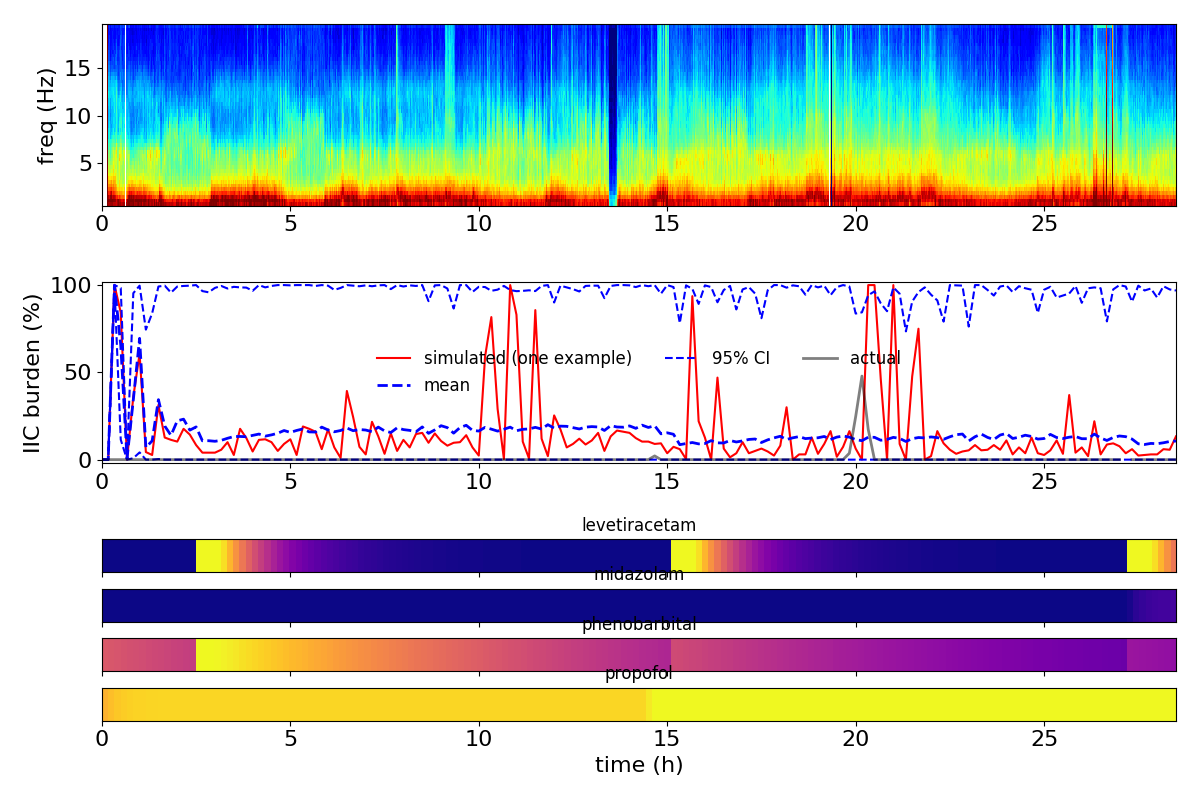 freq (Hz)
15
10
5
0 5 10 15 20 25
IIC burden (%)
100
50
0
simulated (one example) 95% CI actual
mean
0 5 10 15 20 25
levetiracetam
midazolam
phenobarbital
propofol
0 5 10 15 20 25
time (h)